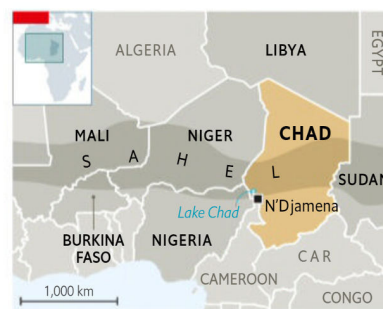 ALGERIA
LIBYA
EGYPT
MALI
NIGER
CHAD
SAHEL
SUDAN
Lake Chad
N'Djamena
BURKINA
FASO
NIGERIA
CAR
CAMEROON
1,000 km
CONGO